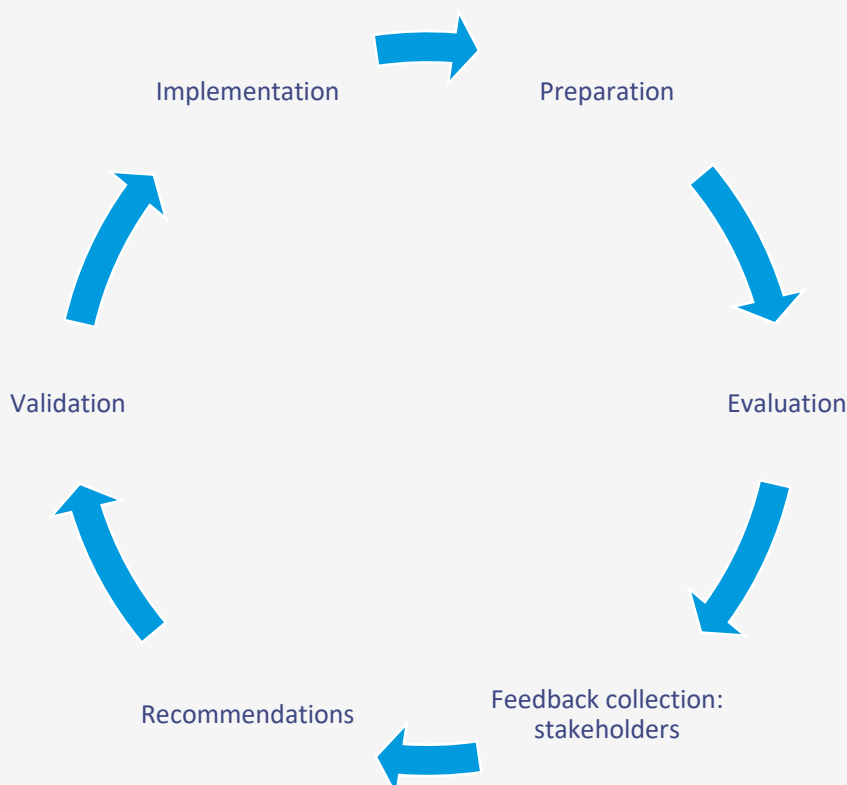 Implementation
Preparation
Validation
Evaluation
Recommendations
Feedback collection:
stakeholders